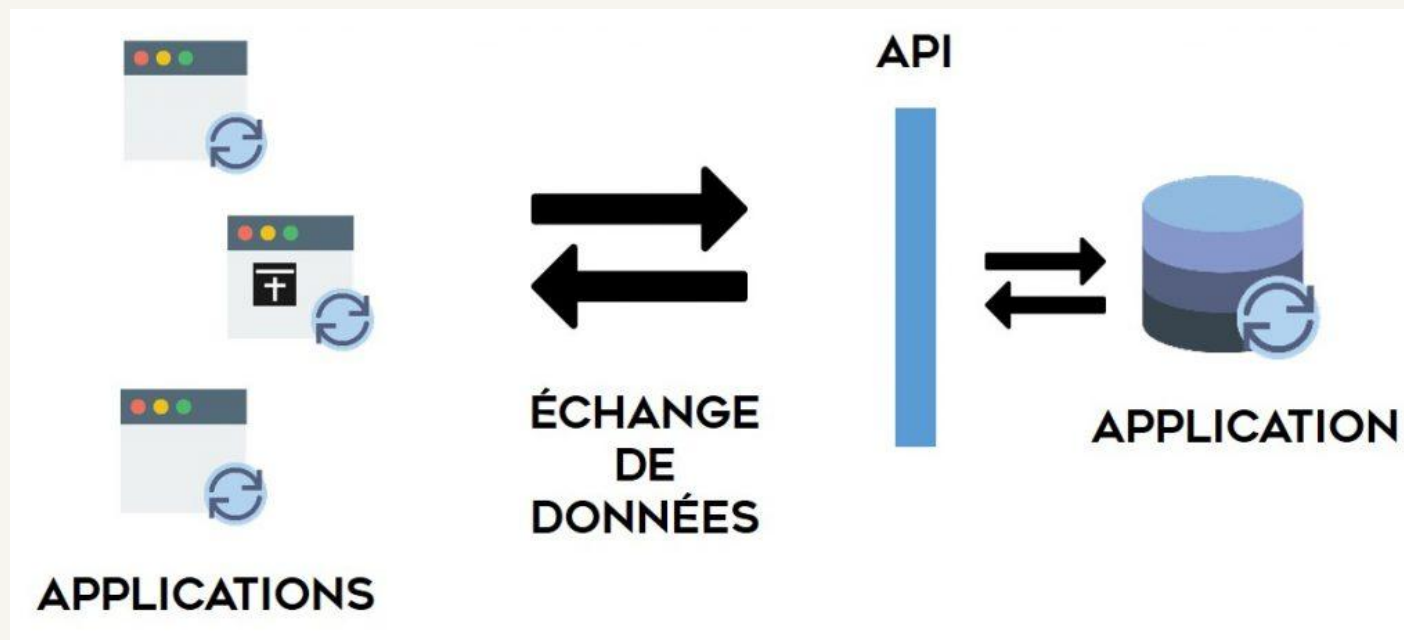 API
ÉCHANGE
DE
DONNÉES
APPLICATION
APPLICATIONS